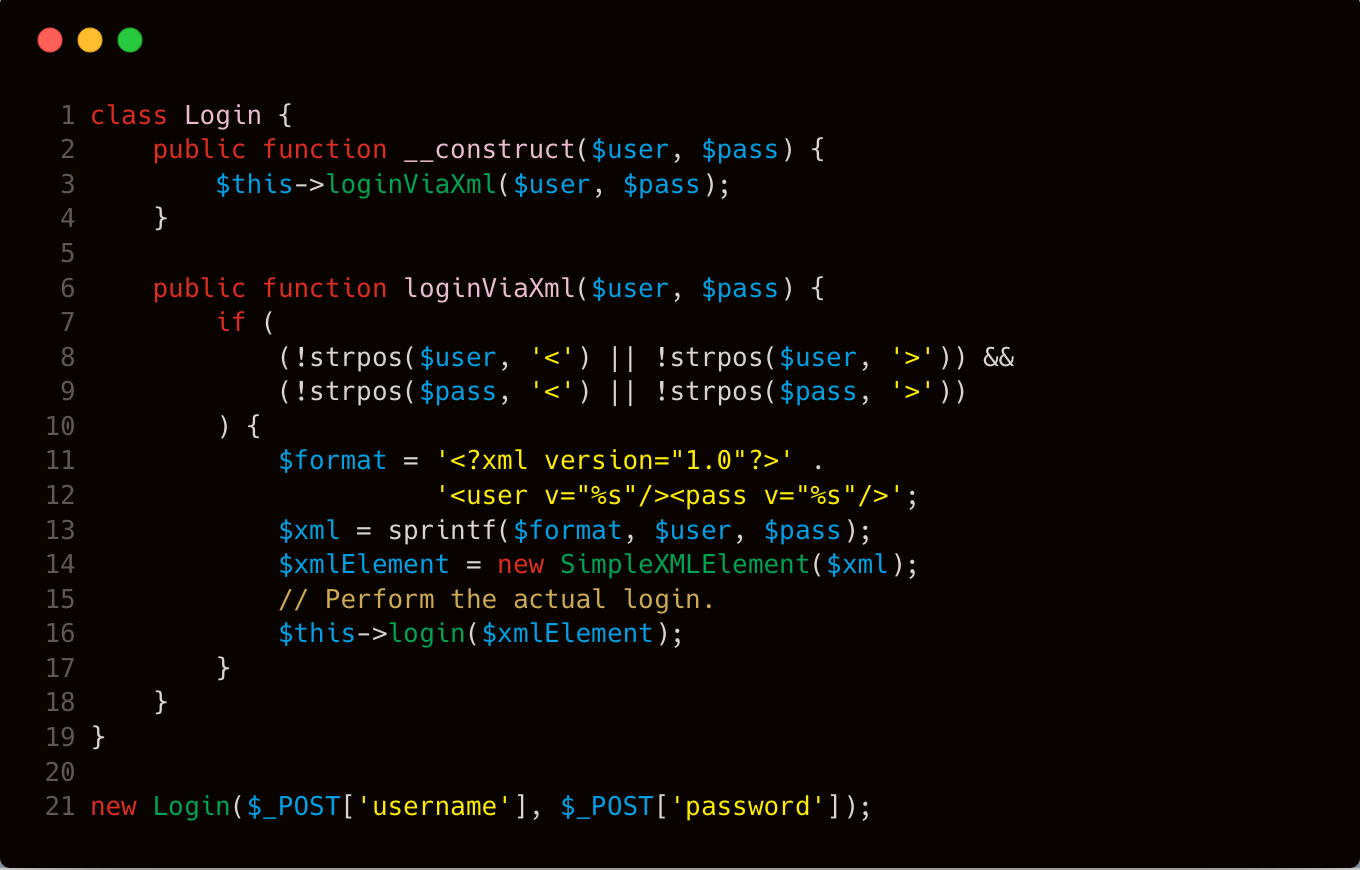 1 class Login {
2     public function __construct($user, $pass) {
3         $this->loginViaXml($user, $pass);
4     }
5
6     public function loginViaXml($user, $pass) {
7         if (
8             (!strpos($user, '<') || !strpos($user, '>')) &&
9             (!strpos($pass, '<') || !strpos($pass, '>'))
10         ) {
11             $format = '<?xml version="1.0"?>' .
12                       '<user v="%s"/><pass v="%s"/>';
13             $xml = sprintf($format, $user, $pass);
14             $xmlElement = new SimpleXMLElement($xml);
15             // Perform the actual login.
16             $this->login($xmlElement);
17         }
18     }
19 }
20
21 new Login($_POST['username'], $_POST['password']);